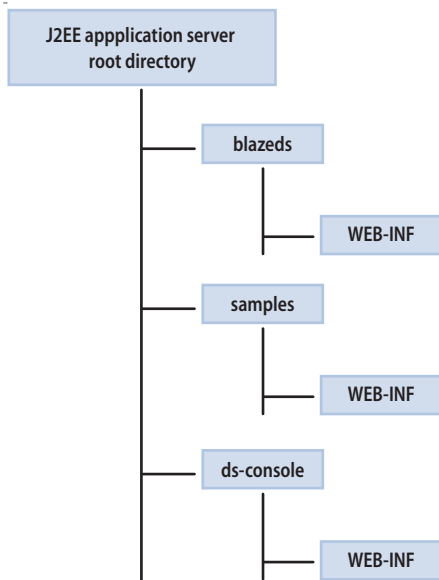 J2EE appplication server
root directory
blazeds
WEB-INF
samples
WEB-INF
ds-console
WEB-INF